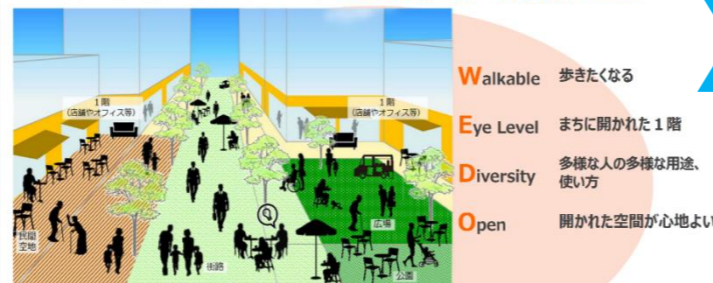 1階
(店舗やオフィス等)
1階
(店舗やオフィス等)
民間
空地
街路
広場
公園
Walkable 歩きたくなる
Eye Level まちに開かれた1階
Diversity 多様な人の多様な用途、
使い方
Open 開かれた空間が心地よい